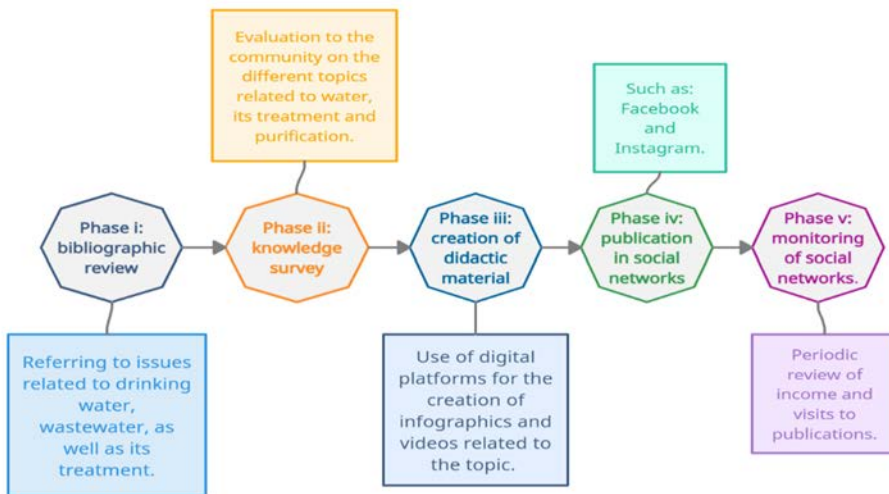 Evaluation to the
community on the
different topics
related to water,
its treatment and
purification.
Such as:
Facebook
and
Instagram.
Phase i:
bibliographic
review
Phase ii:
knowledge
survey
Phase iii:
creation of
didactic
material
Phase iv:
publication
in social
networks
Phase v:
monitoring
of social
networks.
Referring to issues
related to drinking
water,
wastewater, as
well as its
treatment.
Use of digital
platforms for the
creation of
infographics and
videos related to
the topic.
Periodic
review of
income and
visits to
publications.